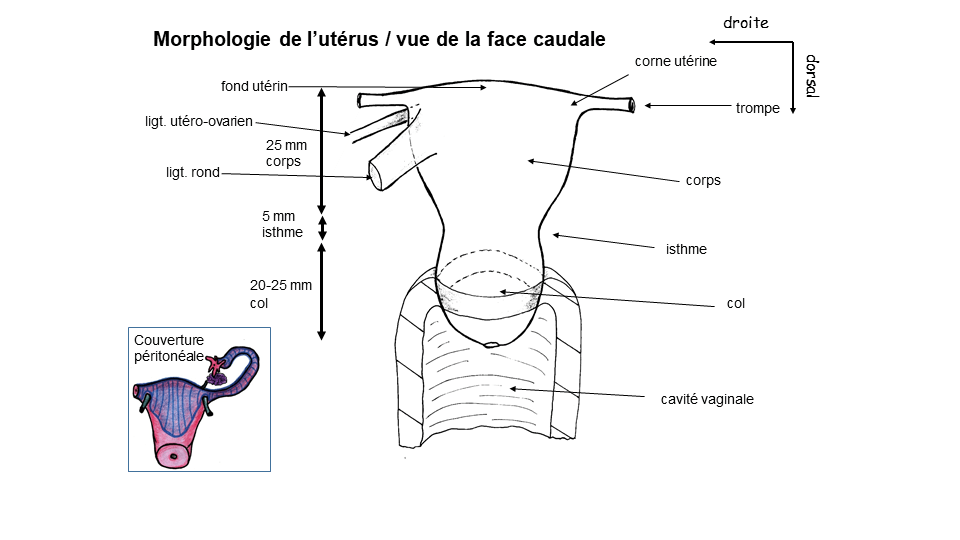 droite
Morphologie de l'utérus / vue de la face caudale
dorsal
corne utérine
fond utérin
trompe
ligt. utéro-ovarien
25 mm
corps
ligt. rond
corps
5 mm
isthme
isthme
20-25 mm
col
col
Couverture
péritonéale
cavité vaginale